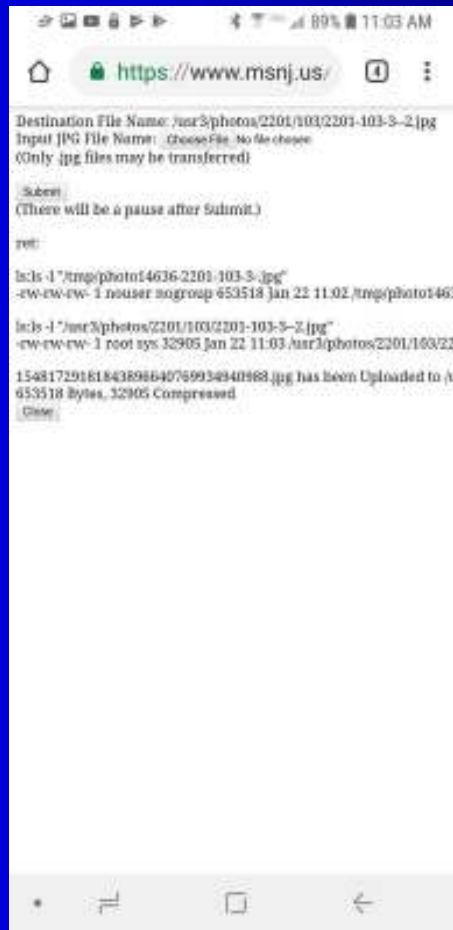 89% 11:03 AM
https://www.msnj.us/
4
Destination File Name: /usr3/photos/2201/103/2201-103-3--2.jpg
Input JPG File Name: Choose File No file chosen
(Only .jpg files may be transferred)
Submit
(There will be a pause after Submit.)
ret:
ls:ls -l "/tmp/photo14636-2201-103-3-.jpg"
-rw-rw-rw- 1 nouser nogroup 653518 Jan 22 11:02 /tmp/photo1463
ls:ls -l "/usr3/photos/2201/103/2201-103-3--2.jpg"
-rw-rw-rw- 1 root sys 32905 Jan 22 11:03 /usr3/photos/2201/103/22
.jpg has been Uploaded to /u
653518 Bytes, 32905 Compressed
Close